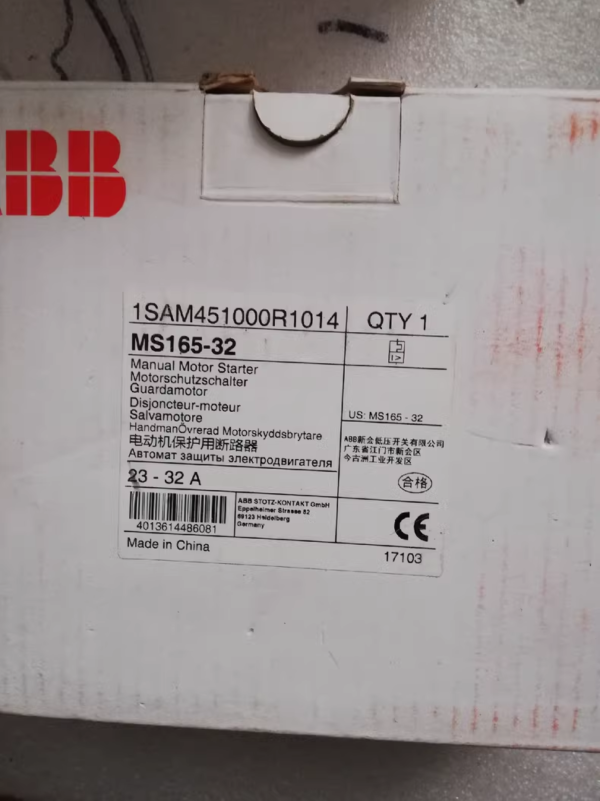 ABB
1SAM451000R1014
QTY 1
MS165-32
I>
Manual Motor Starter
Motorschutzschalter
Guardamotor
Disjoncteur-moteur
Salvamotore
HandmanÖvrerad Motorskyddsbrytare
电动机保护用断路器
Автомат защиты электродвигателя
US: MS165 - 32
ABB新会低压开关有限公司
广东省江门市新会区
今古洲工业开发区
23 - 32 A
合格
4013614486081
ABB STOTZ-KONTAKT GmbH
Eppelheimer Strasse 82
69123 Heidelberg
Germany
CE
Made in China
17103